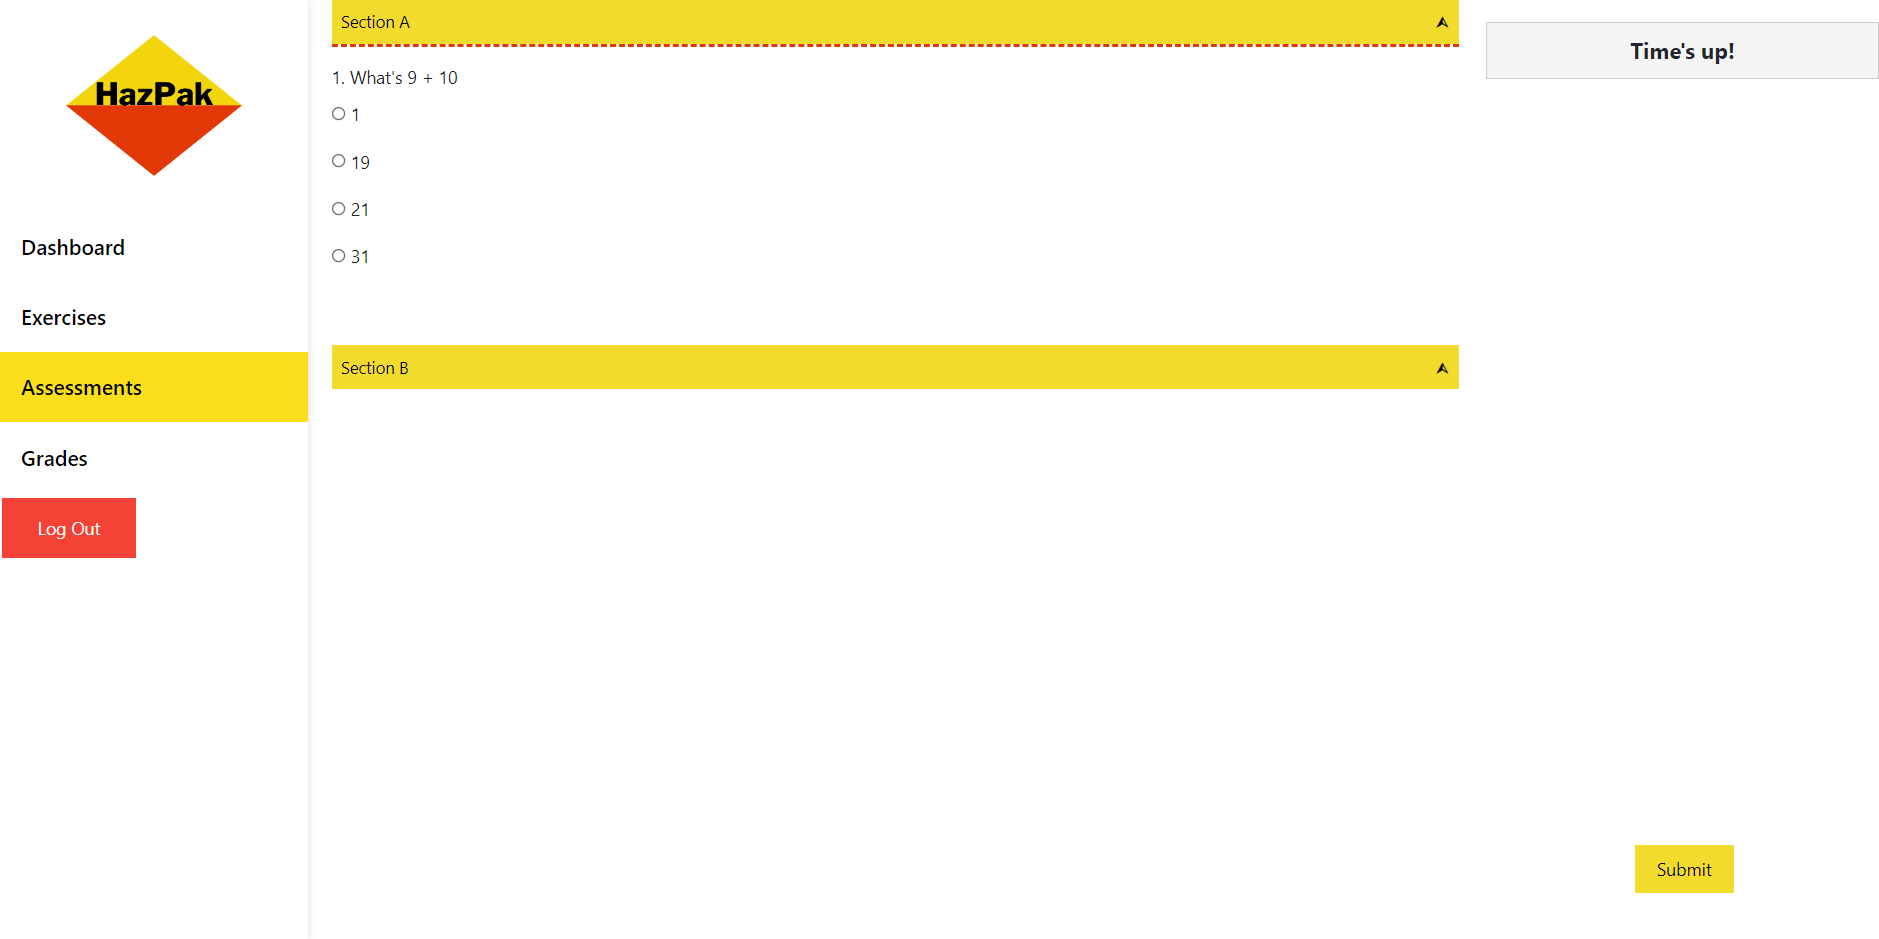 HazPak
Dashboard
Exercises
Assessments
Grades
Log Out
Section A
1. What's 9 + 10
1
19
21
31
Section B
Time's up!
Submit